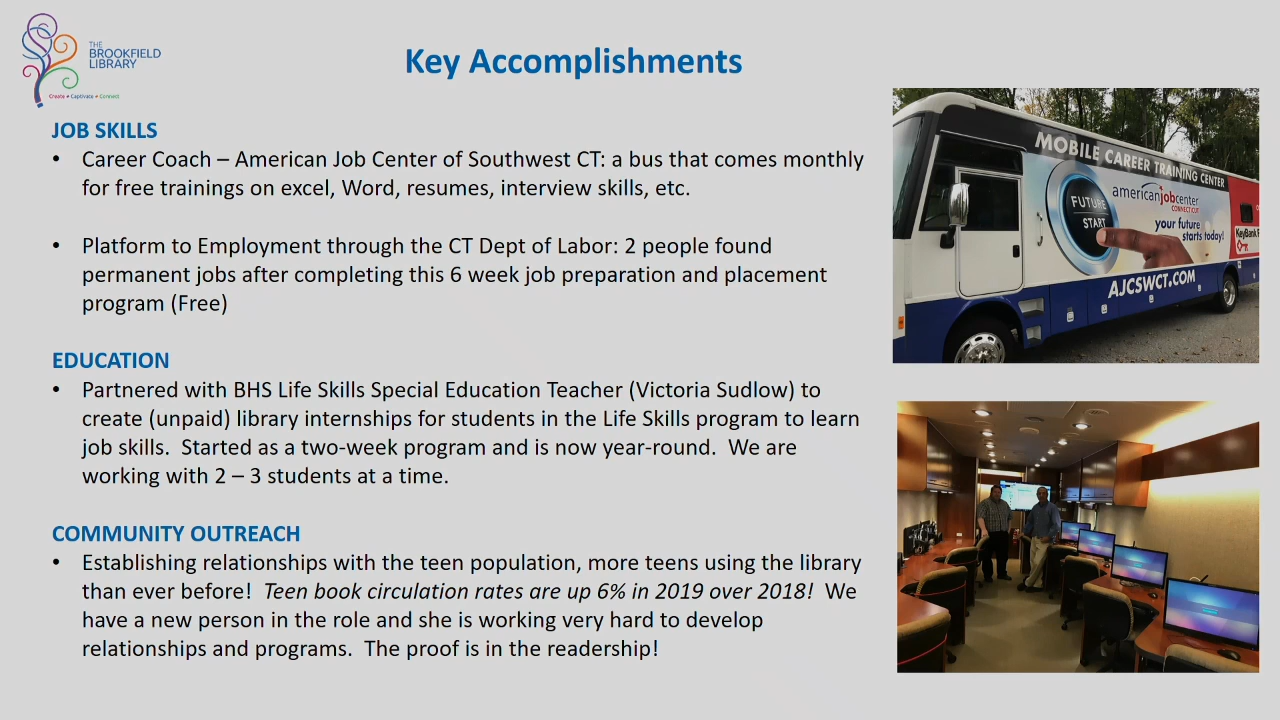 THE
BROOKFIELD
LIBRARY
Create • Captivate • Connect
Key Accomplishments
JOB SKILLS
• Career Coach – American Job Center of Southwest CT: a bus that comes monthly
for free trainings on excel, Word, resumes, interview skills, etc.
• Platform to Employment through the CT Dept of Labor: 2 people found
permanent jobs after completing this 6 week job preparation and placement
program (Free)
EDUCATION
• Partnered with BHS Life Skills Special Education Teacher (Victoria Sudlow) to
create (unpaid) library internships for students in the Life Skills program to learn
job skills.  Started as a two-week program and is now year-round.  We are
working with 2 – 3 students at a time.
COMMUNITY OUTREACH
• Establishing relationships with the teen population, more teens using the library
than ever before!  Teen book circulation rates are up 6% in 2019 over 2018!  We
have a new person in the role and she is working very hard to develop
relationships and programs.  The proof is in the readership!
MOBILE CAREER TRAINING CENTER
FUTURE
START
americanjobcenter
CONNECTICUT
your future
starts today!
KeyBank
AJCSWCT.COM